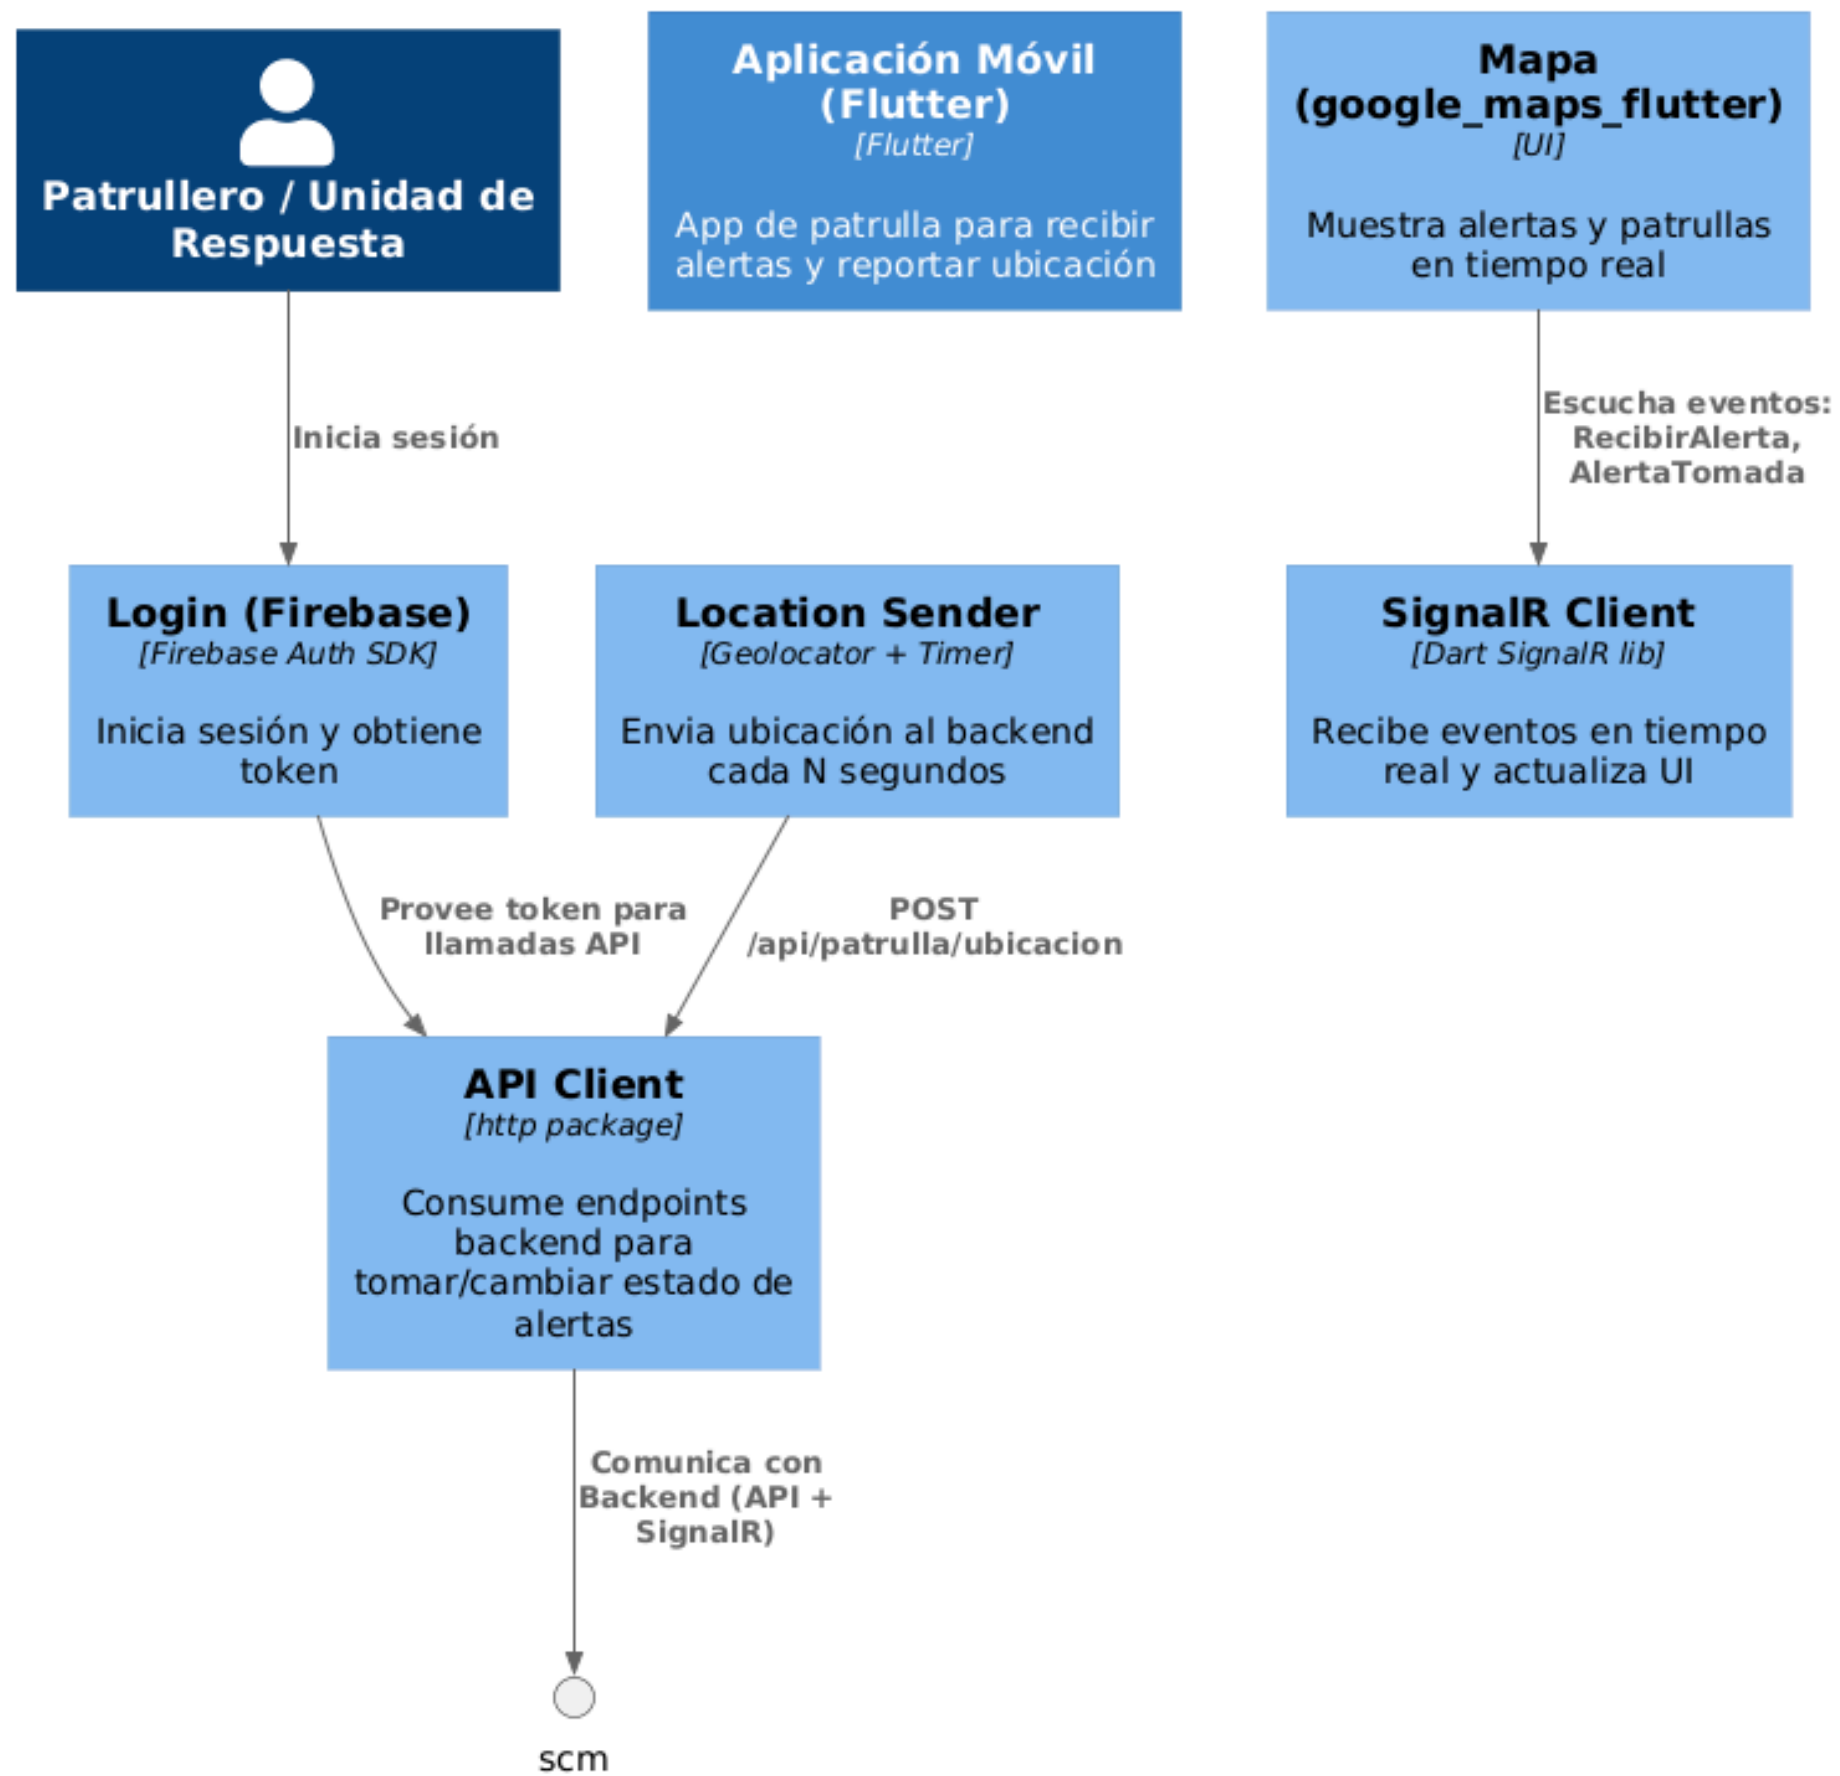 Patrullero / Unidad de
Respuesta
Aplicación Móvil
(Flutter)
[Flutter]
App de patrulla para recibir
alertas y reportar ubicación
Mapa
(google_maps_flutter)
[UI]
Muestra alertas y patrullas
en tiempo real
Inicia sesión
Escucha eventos:
RecibirAlerta,
AlertaTomada
Login (Firebase)
[Firebase Auth SDK]
Inicia sesión y obtiene
token
Location Sender
[Geolocator + Timer]
Envia ubicación al backend
cada N segundos
SignalR Client
[Dart SignalR lib]
Recibe eventos en tiempo
real y actualiza UI
Provee token para
llamadas API
POST
/api/patrulla/ubicacion
API Client
[http package]
Consume endpoints
backend para
tomar/cambiar estado de
alertas
Comunica con
Backend (API +
SignalR)
scm